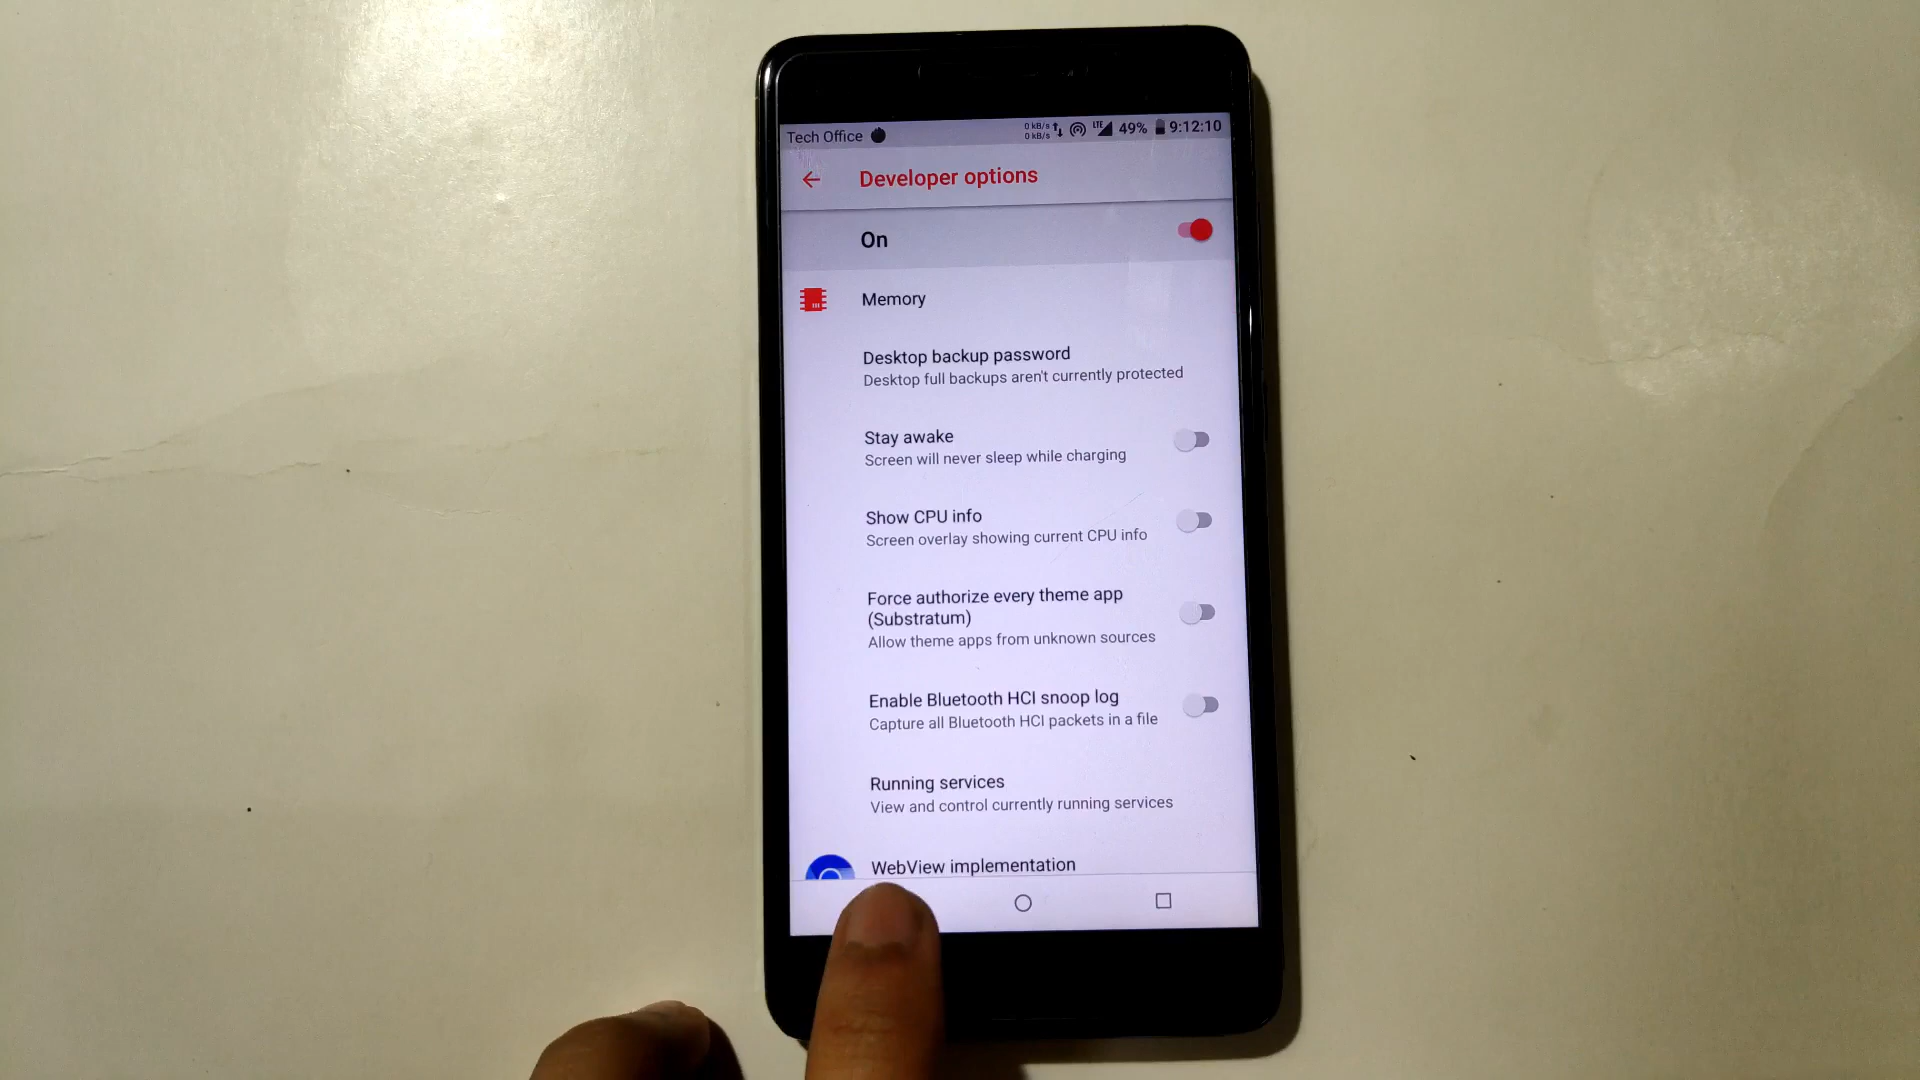 Tech Office
0 kB/s
0 kB/s
LTE
49%
9:12:10
Developer options
On
Memory
Desktop backup password
Desktop full backups aren't currently protected
Stay awake
Screen will never sleep while charging
Show CPU info
Screen overlay showing current CPU info
Force authorize every theme app
(Substratum)
Allow theme apps from unknown sources
Enable Bluetooth HCI snoop log
Capture all Bluetooth HCI packets in a file
Running services
View and control currently running services
WebView implementation